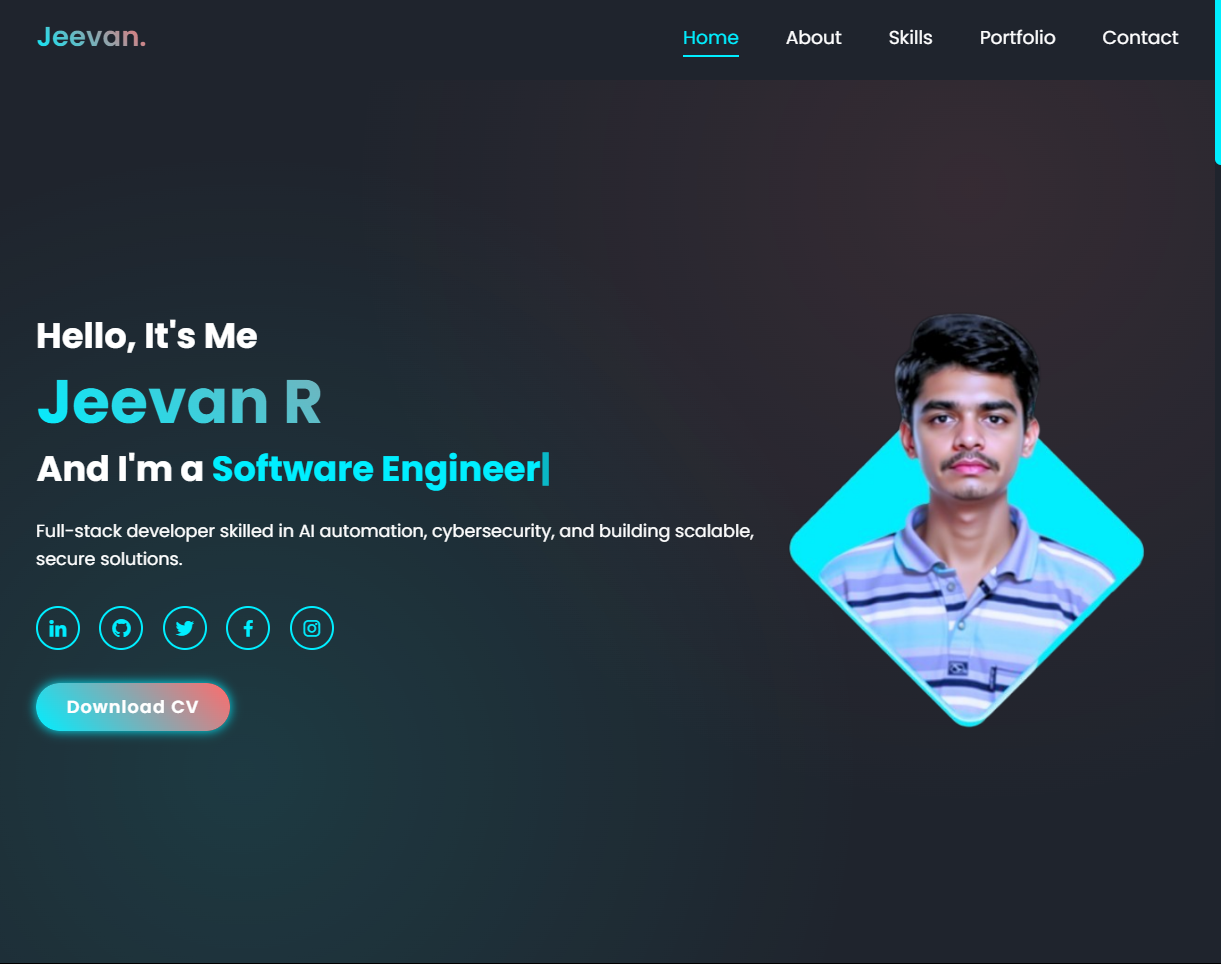 Jeevan.
Home About Skills Portfolio Contact
Hello, It's Me
Jeevan R
And I'm a Software Engineer|
Full-stack developer skilled in AI automation, cybersecurity, and building scalable,
secure solutions.
Download CV